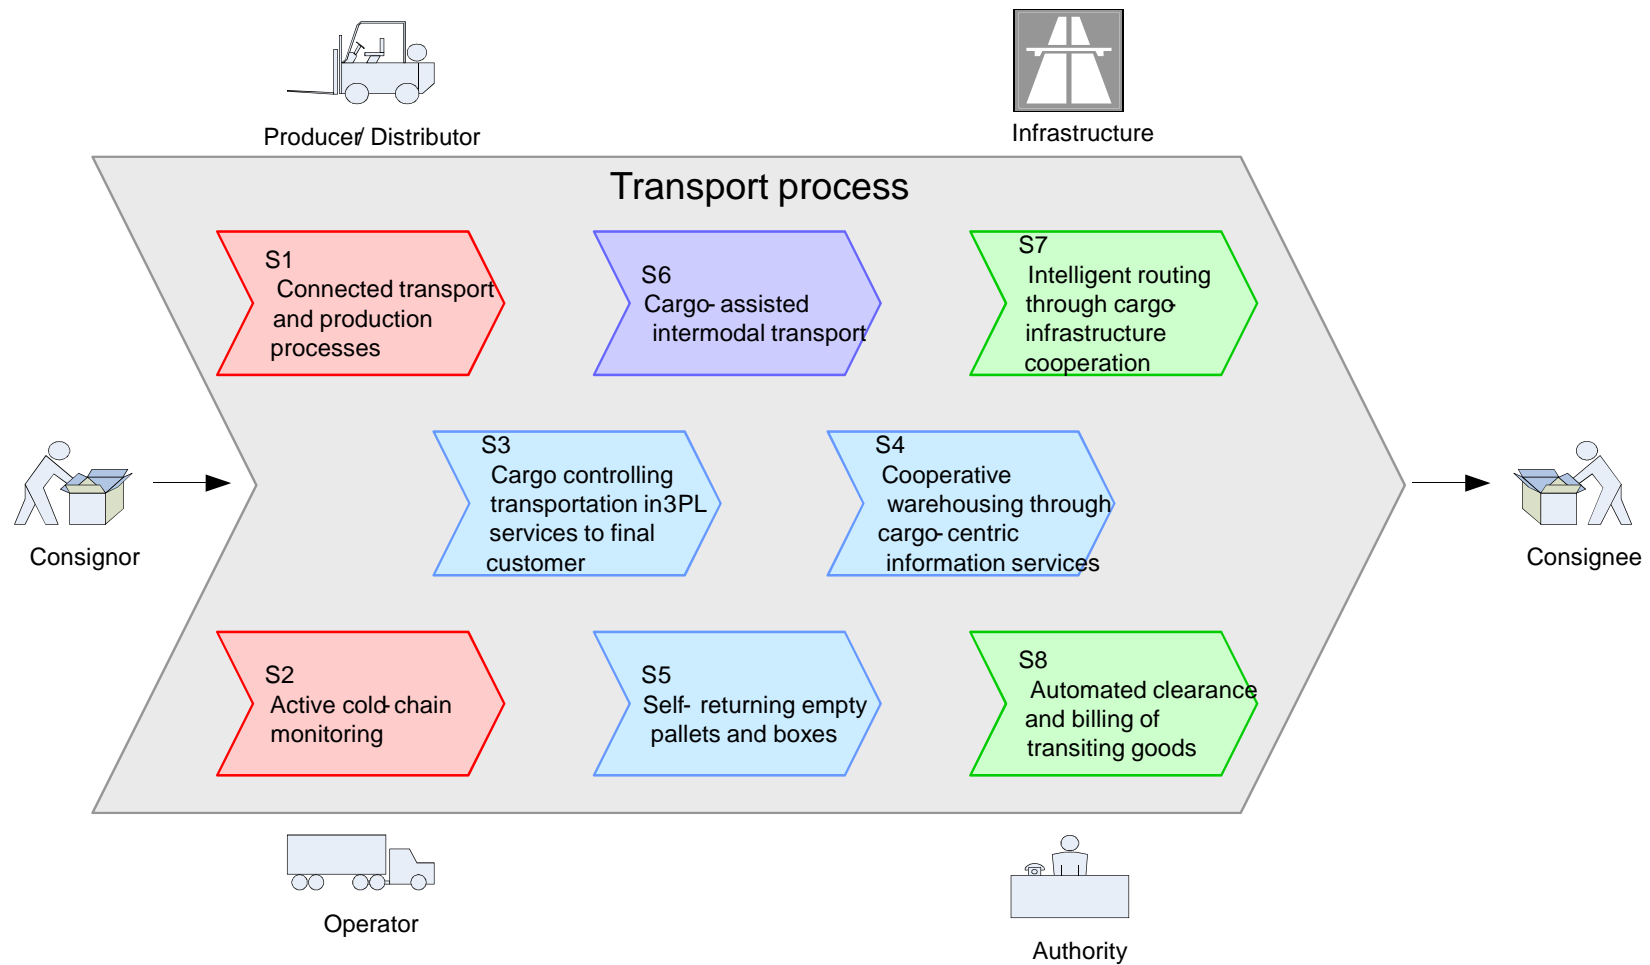 Producer/ Distributor
Infrastructure
Transport process
S1
Connected transport
and production
processes
S6
Cargo- assisted
intermodal transport
S7
Intelligent routing
through cargo-
infrastructure
cooperation
S3
Cargo controlling
transportation in 3PL
services to final
customer
S4
Cooperative
warehousing through
cargo- centric
information services
Consignor
Consignee
S2
Active cold- chain
monitoring
S5
Self- returning empty
pallets and boxes
S8
Automated clearance
and billing of
transiting goods
Operator
Authority